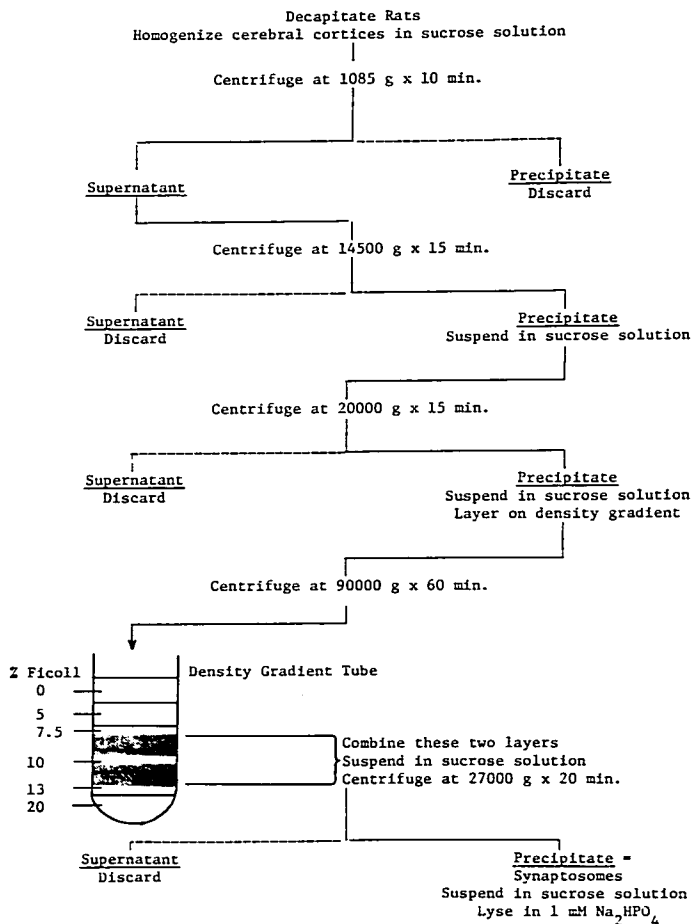 Decapitate Rats
Homogenize cerebral cortices in sucrose solution
Centrifuge at 1085 g x 10 min.
Supernatant
Precipitate
Discard
Centrifuge at 14500 g x 15 min.
Supernatant
Discard
Precipitate
Suspend in sucrose solution
Centrifuge at 20000 g x 15 min.
Supernatant
Discard
Precipitate
Suspend in sucrose solution
Layer on density gradient
Centrifuge at 90000 g x 60 min.
% Ficoll
Density Gradient Tube
0
5
7.5
10
13
20
Combine these two layers
Suspend in sucrose solution
Centrifuge at 27000 g x 20 min.
Supernatant
Discard
Precipitate =
Synaptosomes
Suspend in sucrose solution
Lyse in 1 mM Na₂HPO₄